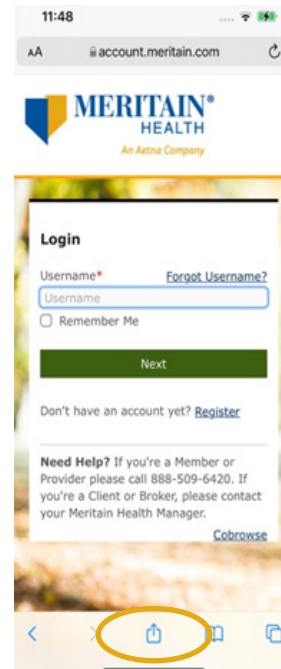 11:48
AA account.meritain.com
MERITAIN®
HEALTH
An Aetna Company
Login
Username* Forgot Username?
Username
Remember Me
Next
Don't have an account yet? Register
Need Help? If you're a Member or
Provider please call 888-509-6420. If
you're a Client or Broker, please contact
your Meritain Health Manager.
Cobrowse